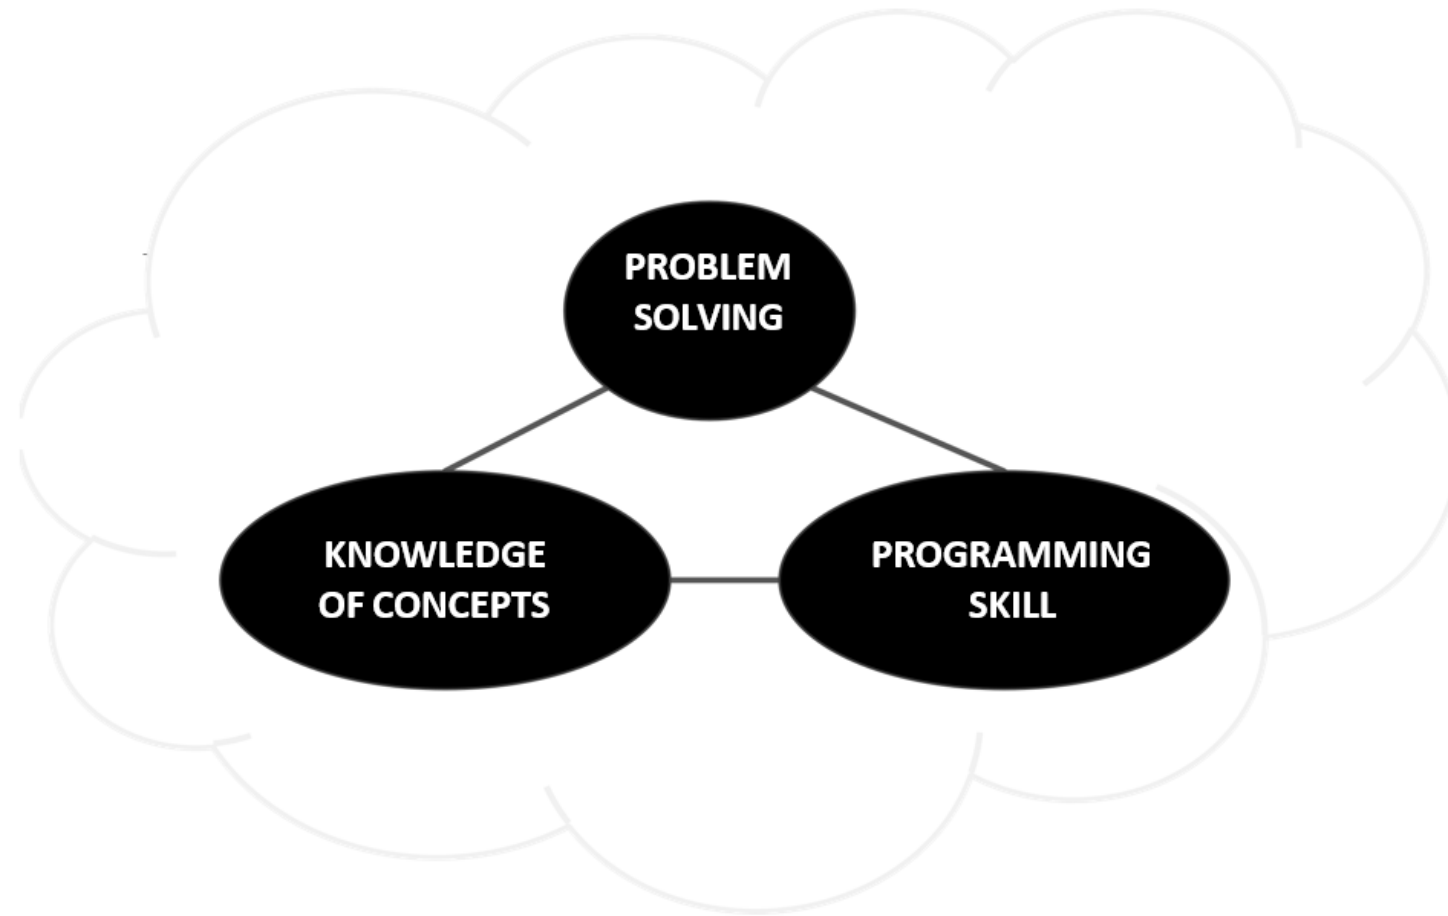 PROBLEM
SOLVING
KNOWLEDGE
OF CONCEPTS
PROGRAMMING
SKILL